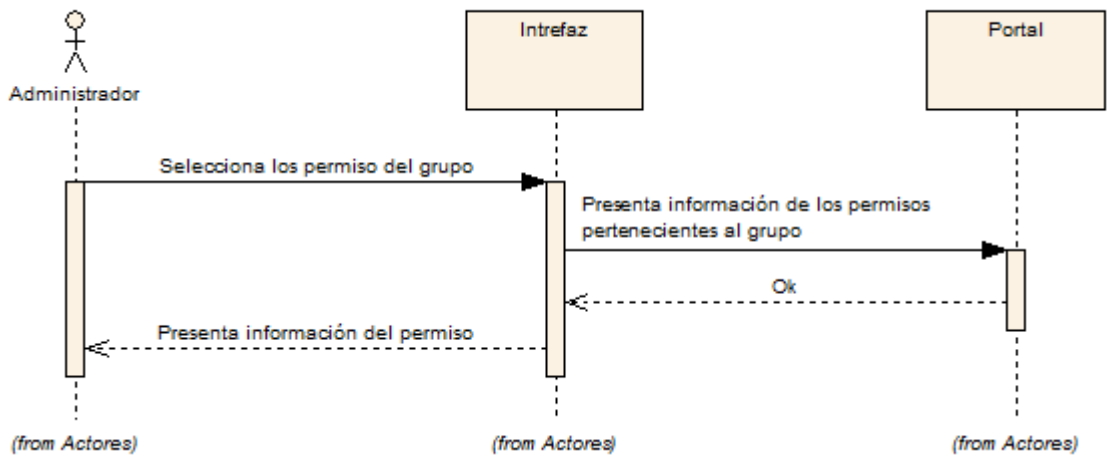 Administrador
Intrefaz
Portal
Selecciona los permiso del grupo
Presenta información de los permisos
pertenecientes al grupo
Ok
Presenta información del permiso
(from Actores)
(from Actores)
(from Actores)